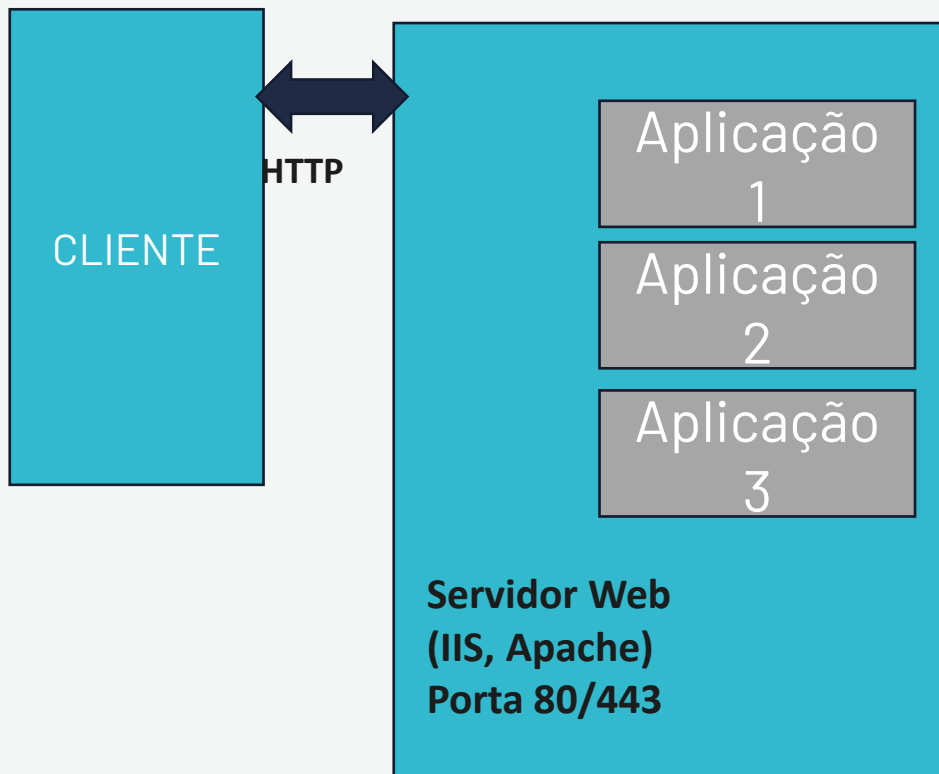 CLIENTE
HTTP
Aplicação
1
Aplicação
2
Aplicação
3
Servidor Web
(IIS, Apache)
Porta 80/443